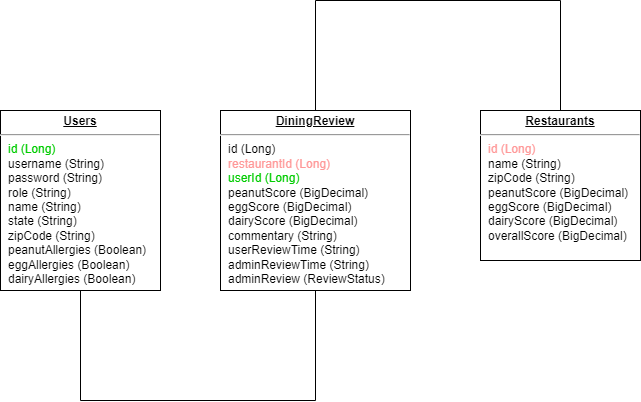 Users
id (Long)
username (String)
password (String)
role (String)
name (String)
state (String)
zipCode (String)
peanutAllergies (Boolean)
eggAllergies (Boolean)
dairyAllergies (Boolean)
DiningReview
id (Long)
restaurantId (Long)
userId (Long)
peanutScore (BigDecimal)
eggScore (BigDecimal)
dairyScore (BigDecimal)
commentary (String)
userReviewTime (String)
adminReviewTime (String)
adminReview (ReviewStatus)
Restaurants
id (Long)
name (String)
zipCode (String)
peanutScore (BigDecimal)
eggScore (BigDecimal)
dairyScore (BigDecimal)
overallScore (BigDecimal)